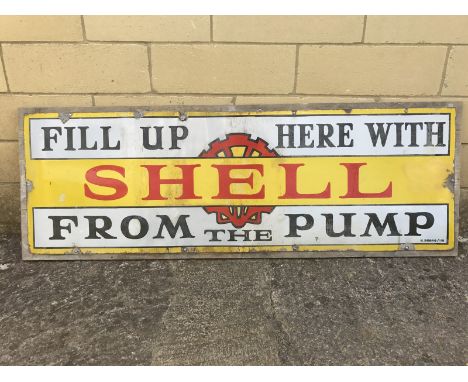 FILL UP HERE WITH
SHELL
FROM THE PUMP